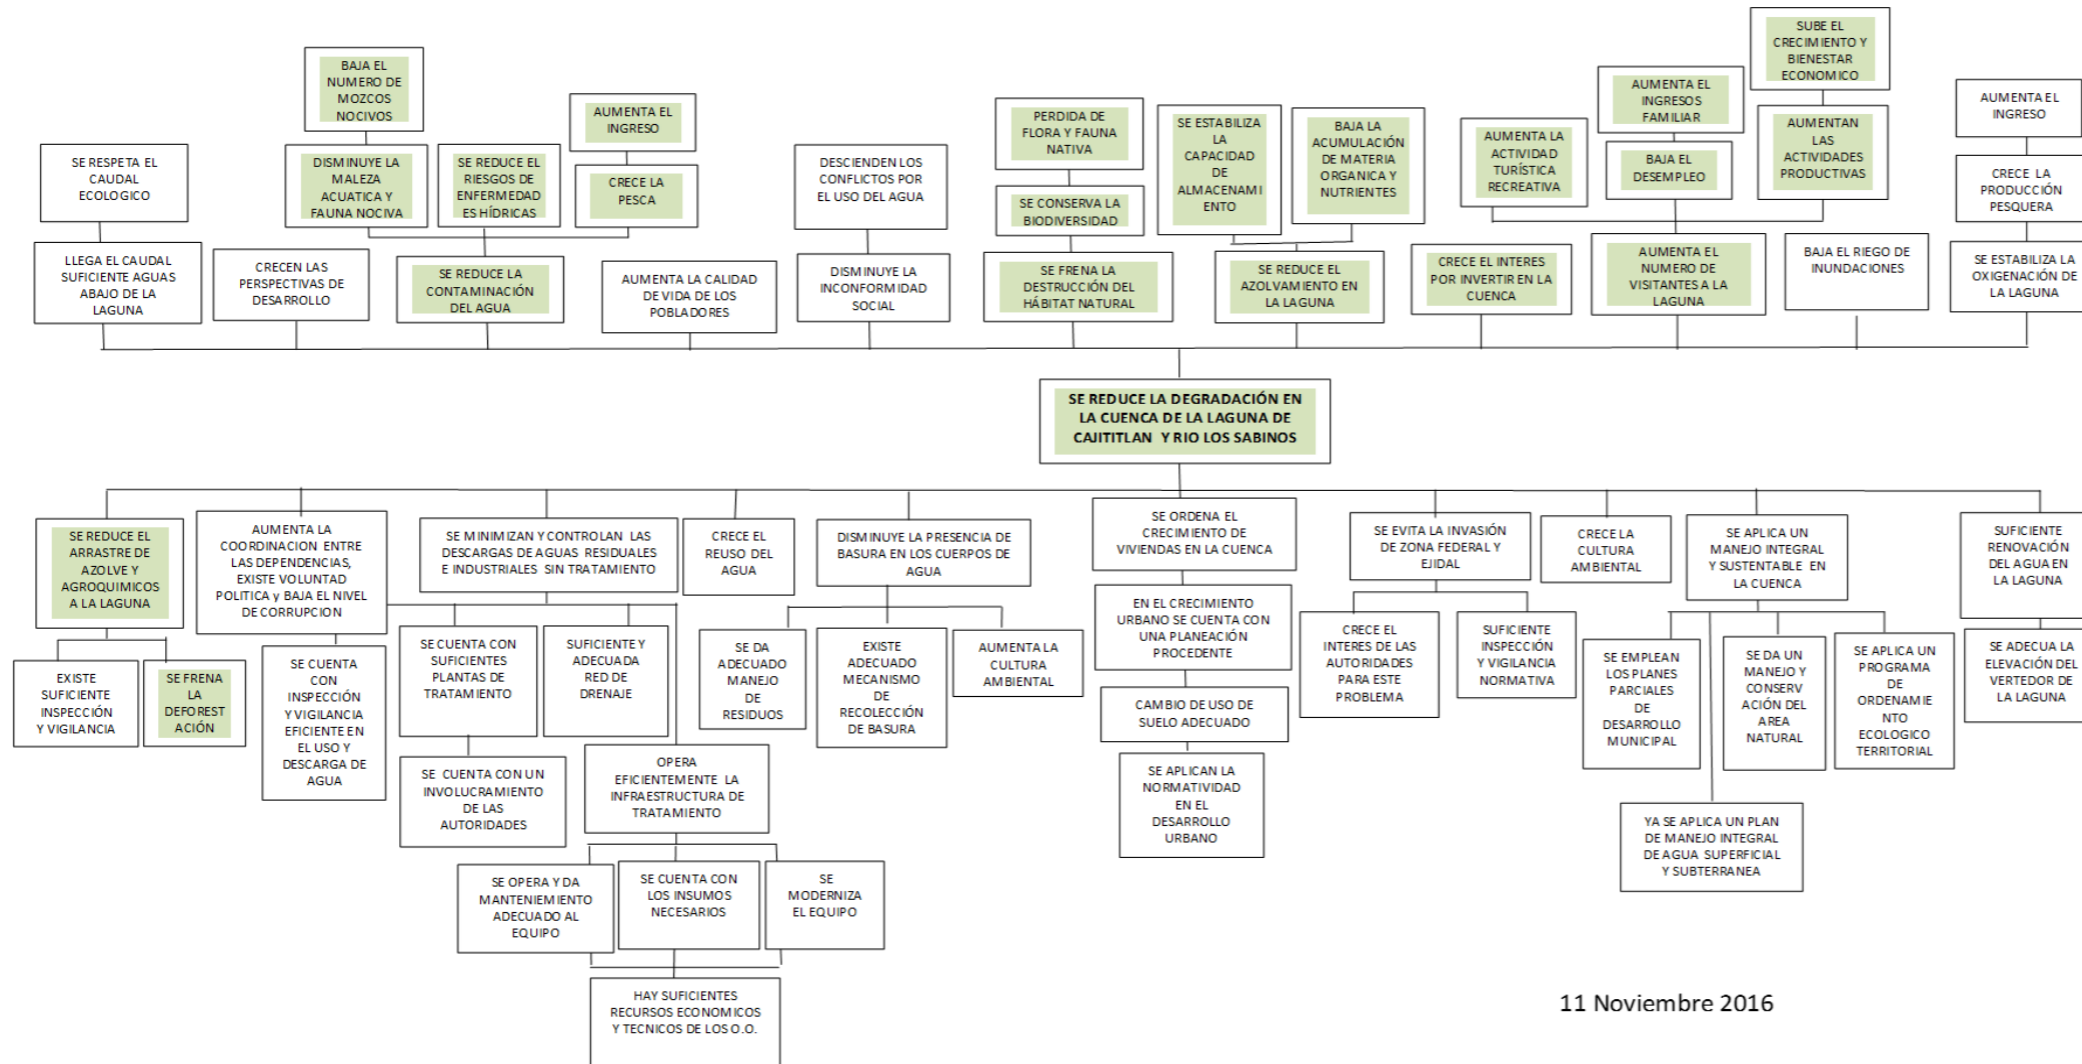 BAJA EL
NUMERO DE
MOZCOS
NOCIVOS
AUMENTA EL
INGRESO
SE RESPETA EL
CAUDAL
ECOLOGICO
DISMINUYE LA
MALEZA
ACUATICA Y
FAUNA NOCIVA
SE REDUCE EL
RIESGOS DE
ENFERMEDAD
ES HÍDRICAS
CRECE LA
PESCA
DESCIENDEN LOS
CONFLICTOS POR
EL USO DEL AGUA
PERDIDA DE
FLORA Y FAUNA
NATIVA
SE CONSERVA LA
BIODIVERSIDAD
SE ESTABILIZA
LA
CAPACIDAD
DE
ALMACENAMI
ENTO
BAJA LA
ACUMULACIÓN
DE MATERIA
ORGANICA Y
NUTRIENTES
AUMENTA LA
ACTIVIDAD
TURÍSTICA
RECREATIVA
AUMENTA EL
INGRESOS
FAMILIAR
BAJA EL
DESEMPLEO
SUBE EL
CRECIMIENTO Y
BIENESTAR
ECONOMICO
AUMENTAN
LAS
ACTIVIDADES
PRODUCTIVAS
AUMENTA EL
INGRESO
CRECE LA
PRODUCCIÓN
PESQUERA
LLEGA EL CAUDAL
SUFICIENTE AGUAS
ABAJO DE LA
LAGUNA
CRECEN LAS
PERSPECTIVAS DE
DESARROLLO
SE REDUCE LA
CONTAMINACIÓN
DEL AGUA
AUMENTA LA CALIDAD
DE VIDA DE LOS
POBLADORES
DISMINUYE LA
INCONFORMIDAD
SOCIAL
SE FRENA LA
DESTRUCCIÓN DEL
HÁBITAT NATURAL
SE REDUCE EL
AZOLVAMIENTO EN
LA LAGUNA
CRECE EL INTERES
POR INVERTIR EN LA
CUENCA
AUMENTA EL
NUMERO DE
VISITANTES A LA
LAGUNA
BAJA EL RIEGO DE
INUNDACIONES
SE ESTABILIZA LA
OXIGENACIÓN DE
LA LAGUNA
SE REDUCE LA DEGRADACIÓN EN
LA CUENCA DE LA LAGUNA DE
CAJITITLAN Y RIO LOS SABINOS
SE REDUCE EL
ARRASTRE DE
AZOLVE Y
AGROQUIMICOS
A LA LAGUNA
AUMENTA LA
COORDINACION ENTRE
LAS DEPENDENCIAS,
EXISTE VOLUNTAD
POLITICA y BAJA EL NIVEL
DE CORRUPCION
SE MINIMIZAN Y CONTROLAN LAS
DESCARGAS DE AGUAS RESIDUALES
E INDUSTRIALES SIN TRATAMIENTO
CRECE EL
REUSO DEL
AGUA
DISMINUYE LA PRESENCIA DE
BASURA EN LOS CUERPOS DE
AGUA
SE ORDENA EL
CRECIMIENTO DE
VIVIENDAS EN LA CUENCA
SE EVITA LA INVASIÓN
DE ZONA FEDERAL Y
EJIDAL
CRECE LA
CULTURA
AMBIENTAL
SE APLICA UN
MANEJO INTEGRAL
Y SUSTENTABLE EN
LA CUENCA
SUFICIENTE
RENOVACIÓN
DEL AGUA EN
LA LAGUNA
EXISTE
SUFICIENTE
INSPECCIÓN
Y VIGILANCIA
SE FRENA
LA
DEFOREST
ACIÓN
SE CUENTA
CON
INSPECCIÓN
Y VIGILANCIA
EFICIENTE EN
EL USO Y
DESCARGA DE
AGUA
SE CUENTA CON
SUFICIENTES
PLANTAS DE
TRATAMIENTO
SUFICIENTE Y
ADECUADA
RED DE
DRENAJE
SE DA
ADECUADO
MANEJO
DE
RESIDUOS
EXISTE
ADECUADO
MECANISMO
DE
RECOLECCIÓN
DE BASURA
AUMENTA LA
CULTURA
AMBIENTAL
EN EL CRECIMIENTO
URBANO SE CUENTA CON
UNA PLANEACIÓN
PROCEDENTE
CRECE EL
INTERES DE LAS
AUTORIDADES
PARA ESTE
PROBLEMA
SUFICIENTE
INSPECCIÓN
Y VIGILANCIA
NORMATIVA
SE EMPLEAN
LOS PLANES
PARCIALES
DE
DESARROLLO
MUNICIPAL
SE DA UN
MANEJO Y
CONSERV
ACIÓN DEL
AREA
NATURAL
SE APLICA UN
PROGRAMA
DE
ORDENAMIE
NTO
ECOLOGICO
TERRITORIAL
SE ADECUA LA
ELEVACIÓN DEL
VERTEDOR DE
LA LAGUNA
CAMBIO DE USO DE
SUELO ADECUADO
SE CUENTA CON UN
INVOLUCRAMIENTO
DE LAS
AUTORIDADES
OPERA
EFICIENTEMENTE LA
INFRAESTRUCTURA DE
TRATAMIENTO
SE APLICAN LA
NORMATIVIDAD
EN EL
DESARROLLO
URBANO
YA SE APLICA UN PLAN
DE MANEJO INTEGRAL
DE AGUA SUPERFICIAL
Y SUBTERRANEA
SE OPERA Y DA
MANTENIEMIENTO
ADECUADO AL
EQUIPO
SE CUENTA CON
LOS INSUMOS
NECESARIOS
SE
MODERNIZA
EL EQUIPO
HAY SUFICIENTES
RECURSOS ECONOMICOS
Y TECNICOS DE LOS O.O.
11 Noviembre 2016